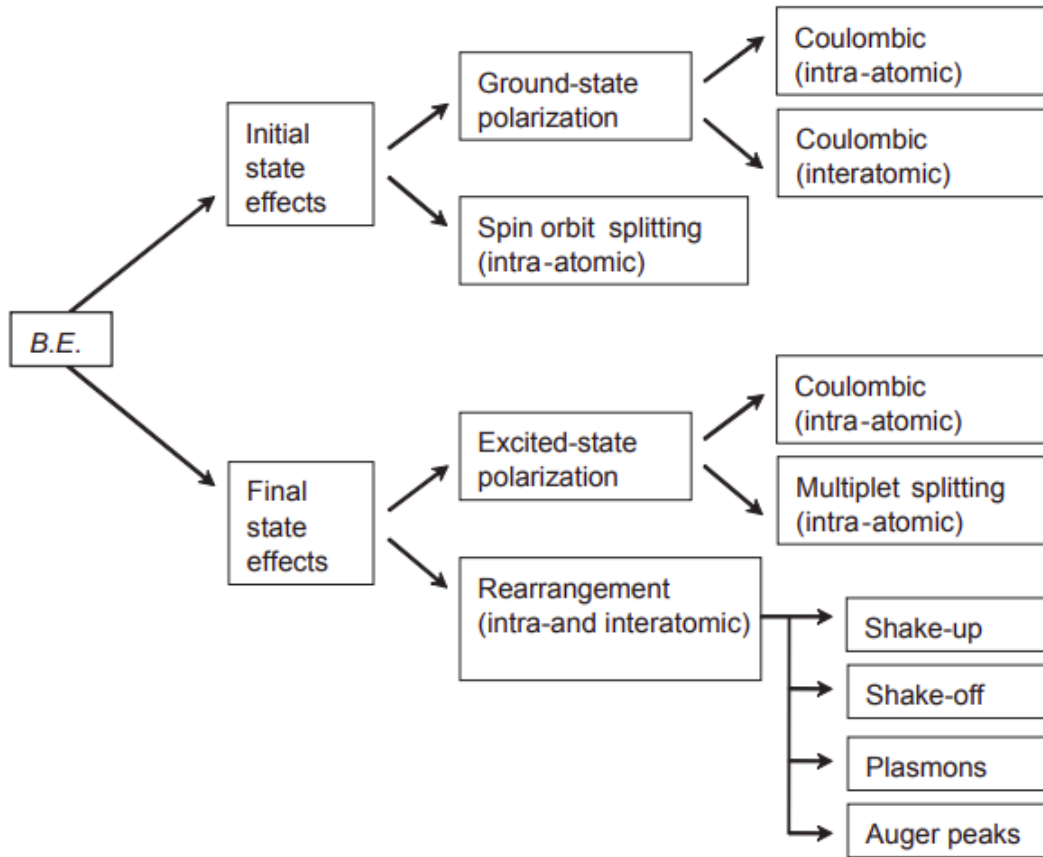 Coulombic
(intra-atomic)
Ground-state
polarization
Coulombic
(interatomic)
Initial
state
effects
Spin orbit splitting
(intra-atomic)
B.E.
Coulombic
(intra-atomic)
Excited-state
polarization
Multiplet splitting
(intra-atomic)
Final
state
effects
Rearrangement
(intra-and interatomic)
Shake-up
Shake-off
Plasmons
Auger peaks